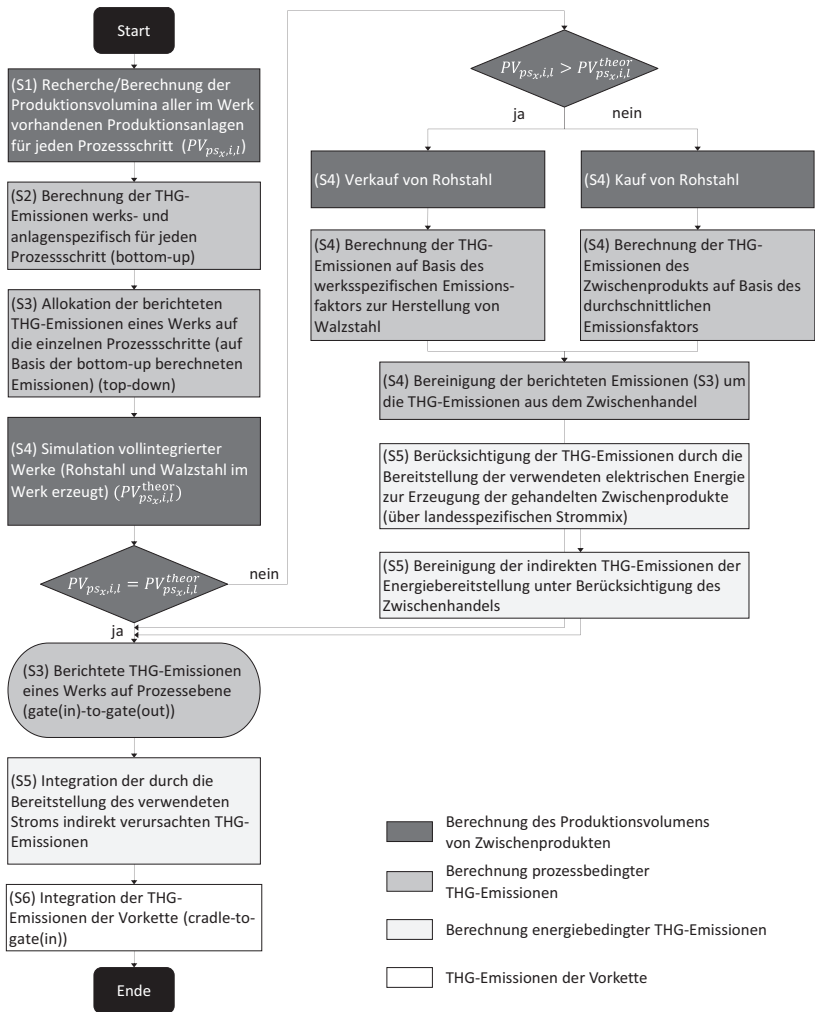 Start
(S1) Recherche/Berechnung der
Produktionsvolumina aller im Werk
vorhandenen Produktionsanlagen
für jeden Prozessschritt (PV_{ps_x,i,l})
(S2) Berechnung der THG-
Emissionen werks- und
anlagenspezifisch für jeden
Prozessschritt (bottom-up)
(S3) Allokation der berichteten
THG-Emissionen eines Werks auf
die einzelnen Prozessschritte (auf
Basis der bottom-up berechneten
Emissionen) (top-down)
(S4) Simulation vollintegrierter
Werke (Rohstahl und Walzstahl im
Werk erzeugt) (PV_{ps_x,i,l}^{theor})
PV_{ps_x,i,l} = PV_{ps_x,i,l}^{theor}
nein
ja
PV_{ps_x,i,l} > PV_{ps_x,i,l}^{theor}
ja
nein
(S4) Verkauf von Rohstahl
(S4) Kauf von Rohstahl
(S4) Berechnung der THG-
Emissionen auf Basis des
werksspezifischen Emissions-
faktors zur Herstellung von
Walzstahl
(S4) Berechnung der THG-
Emissionen des
Zwischenprodukts auf Basis des
durchschnittlichen
Emissionsfaktors
(S4) Bereinigung der berichteten Emissionen (S3) um
die THG-Emissionen aus dem Zwischenhandel
(S5) Berücksichtigung der THG-Emissionen durch die
Bereitstellung der verwendeten elektrischen Energie
zur Erzeugung der gehandelten Zwischenprodukte
(über landesspezifischen Strommix)
(S5) Bereinigung der indirekten THG-Emissionen der
Energiebereitstellung unter Berücksichtigung des
Zwischenhandels
(S3) Berichtete THG-Emissionen
eines Werks auf Prozessebene
(gate(in)-to-gate(out))
(S5) Integration der durch die
Bereitstellung des verwendeten
Stroms indirekt verursachten THG-
Emissionen
(S6) Integration der THG-
Emissionen der Vorkette (cradle-to-
gate(in))
Ende
Berechnung des Produktionsvolumens
von Zwischenprodukten
Berechnung prozessbedingter
THG-Emissionen
Berechnung energiebedingter THG-Emissionen
THG-Emissionen der Vorkette